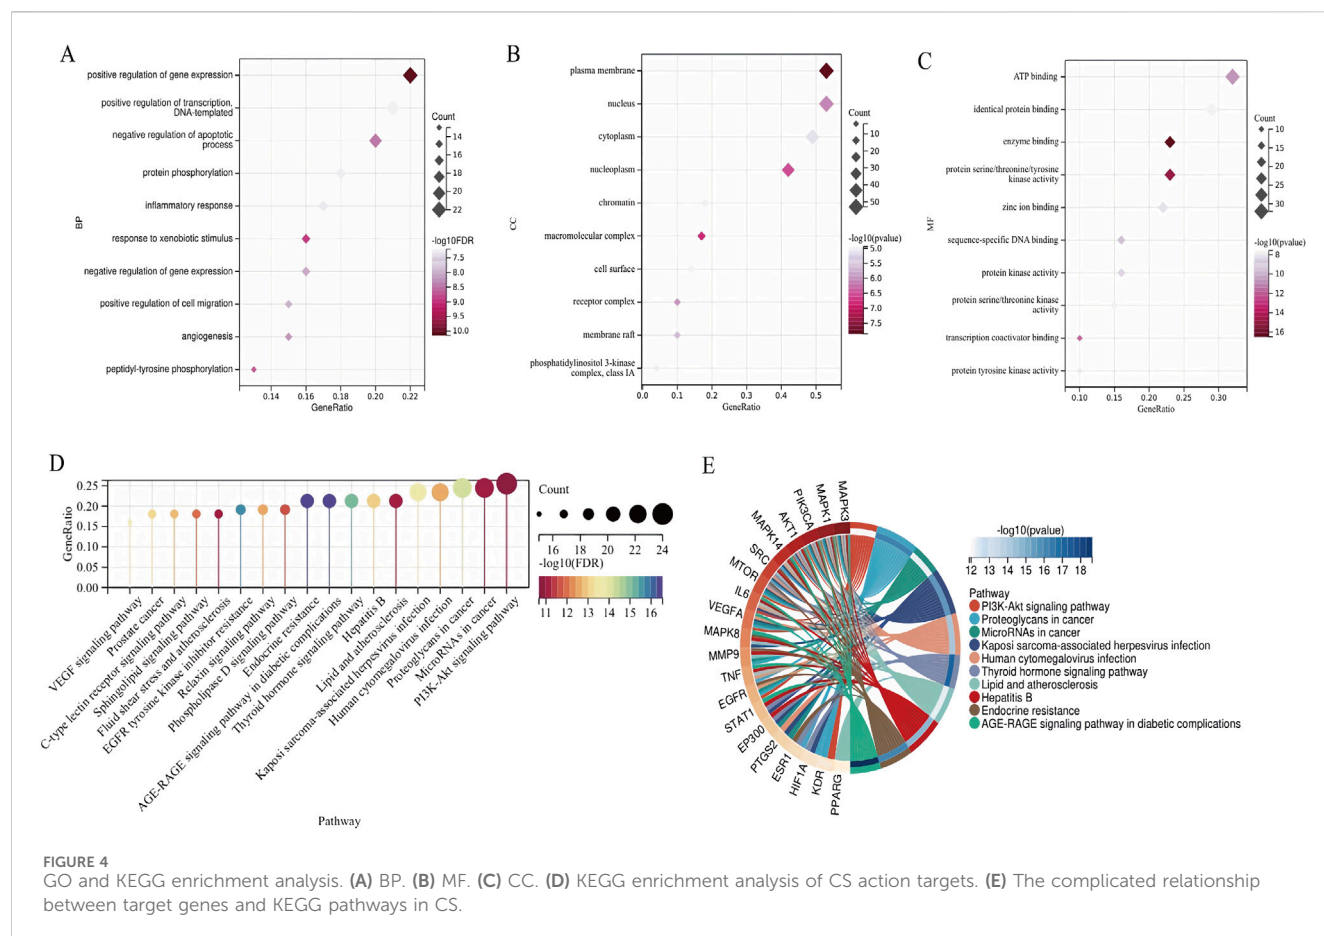 A
positive regulation of gene expression
positive regulation of transcription,
DNA-templated
negative regulation of apoptotic
process
protein phosphorylation
inflammatory response
response to xenobiotic stimulus
negative regulation of gene expression
positive regulation of cell migration
angiogenesis
peptidyl-tyrosine phosphorylation
BP
0.14 0.16 0.18 0.20 0.22
GeneRatio
Count
14
16
18
20
22
-log10FDR
7.5
8.0
8.5
9.0
9.5
10.0
B
plasma membrane
nucleus
cytoplasm
nucleoplasm
chromatin
macromolecular complex
cell surface
receptor complex
membrane raft
phosphatidylinositol 3-kinase
complex, class IA
CC
0.0 0.1 0.2 0.3 0.4 0.5
GeneRatio
Count
10
20
30
40
50
-log10(pvalue)
5.0
5.5
6.0
6.5
7.0
7.5
C
ATP binding
identical protein binding
enzyme binding
protein serine/threonine/tyrosine
kinase activity
zinc ion binding
sequence-specific DNA binding
protein kinase activity
protein serine/threonine kinase
activity
transcription coactivator binding
protein tyrosine kinase activity
MF
0.10 0.15 0.20 0.25 0.30
GeneRatio
Count
10
15
20
25
30
-log10(pvalue)
8
10
12
14
16
D
GeneRatio
0.25
0.20
0.15
0.10
0.05
0.00
VEGF signaling pathway
Prostate cancer
C-type lectin receptor signaling pathway
Sphingolipid signaling pathway
Fluid shear stress and atherosclerosis
EGFR tyrosine kinase inhibitor resistance
Relaxin signaling pathway
Phospholipase D signaling pathway
Endocrine resistance
AGE-RAGE signaling pathway in diabetic complications
Thyroid hormone signaling pathway
Hepatitis B
Lipid and atherosclerosis
Kaposi sarcoma-associated herpesvirus infection
Human cytomegalovirus infection
Proteoglycans in cancer
MicroRNAs in cancer
PI3K-Akt signaling pathway
Pathway
Count
16 18 20 22 24
-log10(FDR)
11 12 13 14 15 16
E
MAPK3
MAPK1
PIK3CA
AKT1
MAPK14
SRC
MTOR
IL6
VEGFA
MAPK8
MMP9
TNF
EGFR
STAT1
EP300
PTGS2
ESR1
HIF1A
KDR
PPARG
-log10(pvalue)
12 13 14 15 16 17 18
Pathway
PI3K-Akt signaling pathway
Proteoglycans in cancer
MicroRNAs in cancer
Kaposi sarcoma-associated herpesvirus infection
Human cytomegalovirus infection
Thyroid hormone signaling pathway
Lipid and atherosclerosis
Hepatitis B
Endocrine resistance
AGE-RAGE signaling pathway in diabetic complications
FIGURE 4
GO and KEGG enrichment analysis. (A) BP. (B) MF. (C) CC. (D) KEGG enrichment analysis of CS action targets. (E) The complicated relationship
between target genes and KEGG pathways in CS.